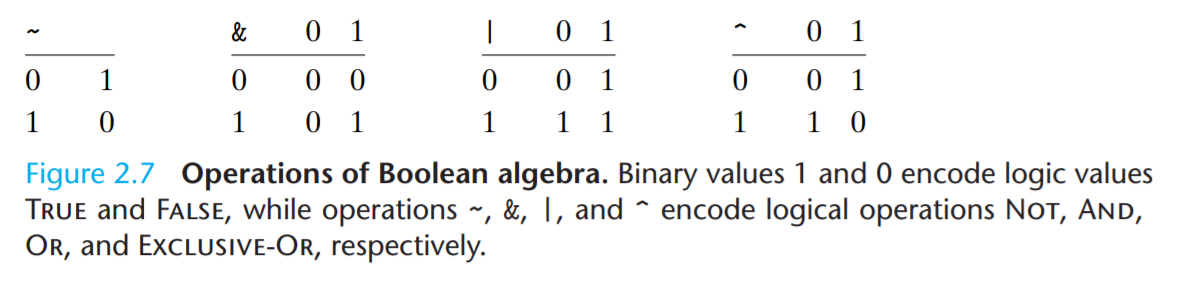 ~ & 0 1 | 0 1 ^ 0 1
0 1 0 0 0 0 0 1 0 0 1
1 0 1 0 1 1 1 1 1 1 0
Figure 2.7 Operations of Boolean algebra. Binary values 1 and 0 encode logic values
TRUE and FALSE, while operations ~, &, |, and ^ encode logical operations NOT, AND,
OR, and EXCLUSIVE-OR, respectively.